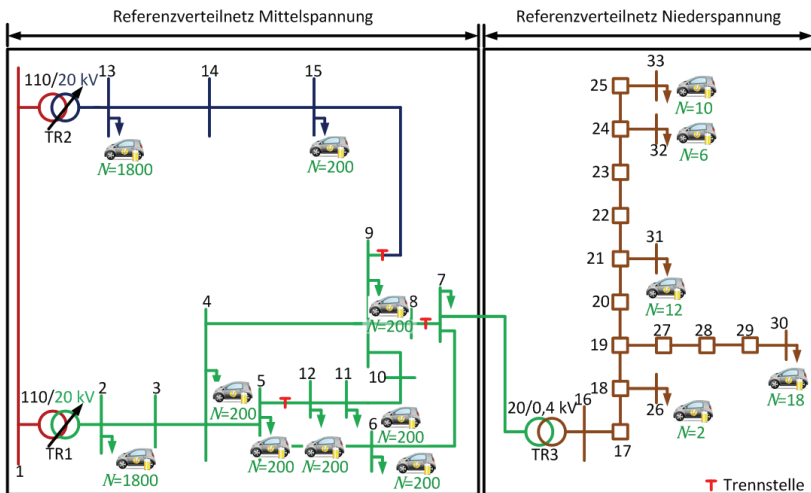 Referenzverteilnetz Mittelspannung
Referenzverteilnetz Niederspannung
110/20 kV
13
14
15
TR2
N=1800
N=200
9
N=200
7
8
4
110/20 kV
2
3
5
12
11
10
N=200
6
TR1
N=1800
N=200
N=200
N=200
N=200
1
25
33
N=10
24
32
N=6
23
22
21
31
N=12
20
19
27
28
29
30
N=18
18
26
N=2
20/0,4 kV
16
TR3
17
Trennstelle